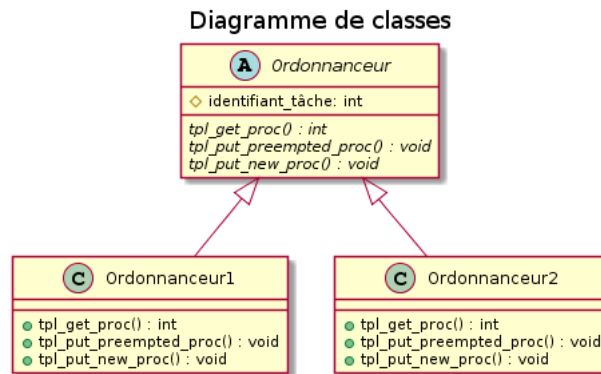 Diagramme de classes
A Ordonnanceur
identifiant_tâche: int
tpl_get_proc() : int
tpl_put_preempted_proc() : void
tpl_put_new_proc() : void
C Ordonnanceur1
tpl_get_proc() : int
tpl_put_preempted_proc() : void
tpl_put_new_proc() : void
C Ordonnanceur2
tpl_get_proc() : int
tpl_put_preempted_proc() : void
tpl_put_new_proc() : void